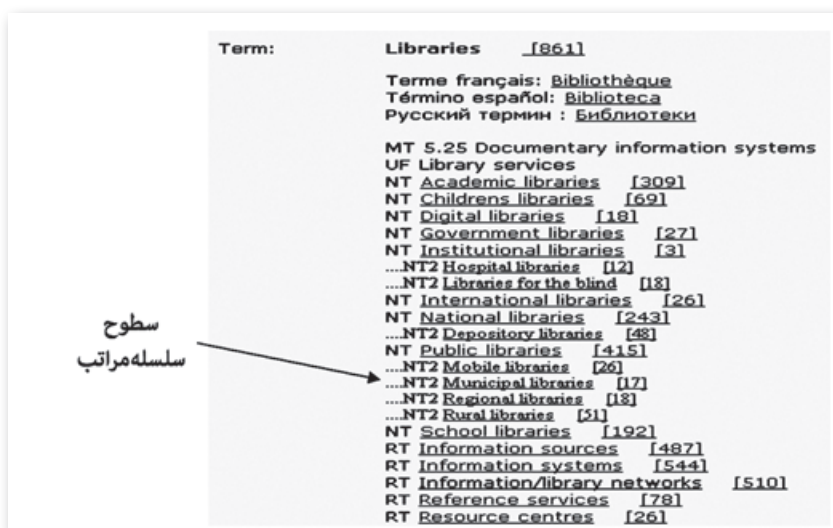 Term: Libraries [861]
Terme français: Bibliothèque
Término español: Biblioteca
Русский термин : Библиотеки
MT 5.25 Documentary information systems
UF Library services
NT Academic libraries [309]
NT Childrens libraries [69]
NT Digital libraries [18]
NT Government libraries [27]
NT Institutional libraries [3]
....NT2 Hospital libraries [12]
....NT2 Libraries for the blind [18]
NT International libraries [26]
NT National libraries [243]
....NT2 Depository libraries [48]
NT Public libraries [415]
....NT2 Mobile libraries [26]
....NT2 Municipal libraries [17]
....NT2 Regional libraries [18]
....NT2 Rural libraries [51]
NT School libraries [192]
RT Information sources [487]
RT Information systems [544]
RT Information/library networks [510]
RT Reference services [78]
RT Resource centres [26]
سطوح
سلسله‌مراتب